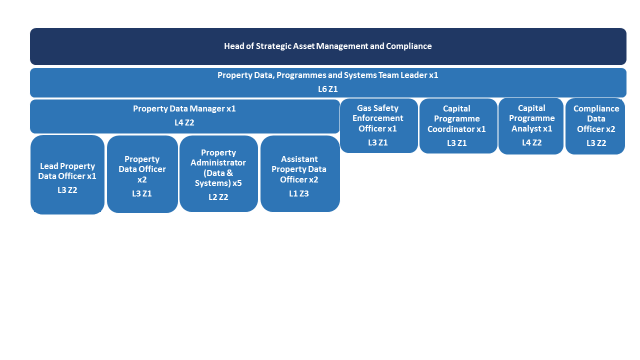 Head of Strategic Asset Management and Compliance
Property Data, Programmes and Systems Team Leader x1
L6 Z1
Property Data Manager x1
L4 Z2
Gas Safety
Enforcement
Officer x1
L3 Z1
Capital
Programme
Coordinator x1
L3 Z1
Capital
Programme
Analyst x1
L4 Z2
Compliance
Data
Officer x2
L3 Z2
Lead Property
Data Officer x1
L3 Z2
Property
Data Officer
x2
L3 Z1
Property
Administrator
(Data &
Systems) x5
L2 Z2
Assistant
Property Data
Officer x2
L1 Z3